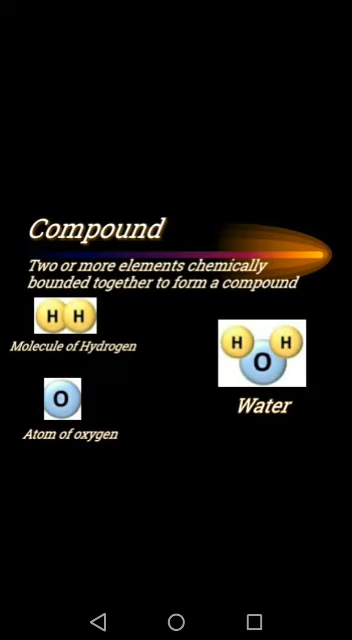 Compound
Two or more elements chemically
bounded together to form a compound
H H
Molecule of Hydrogen
O
Atom of oxygen
H H
O
Water